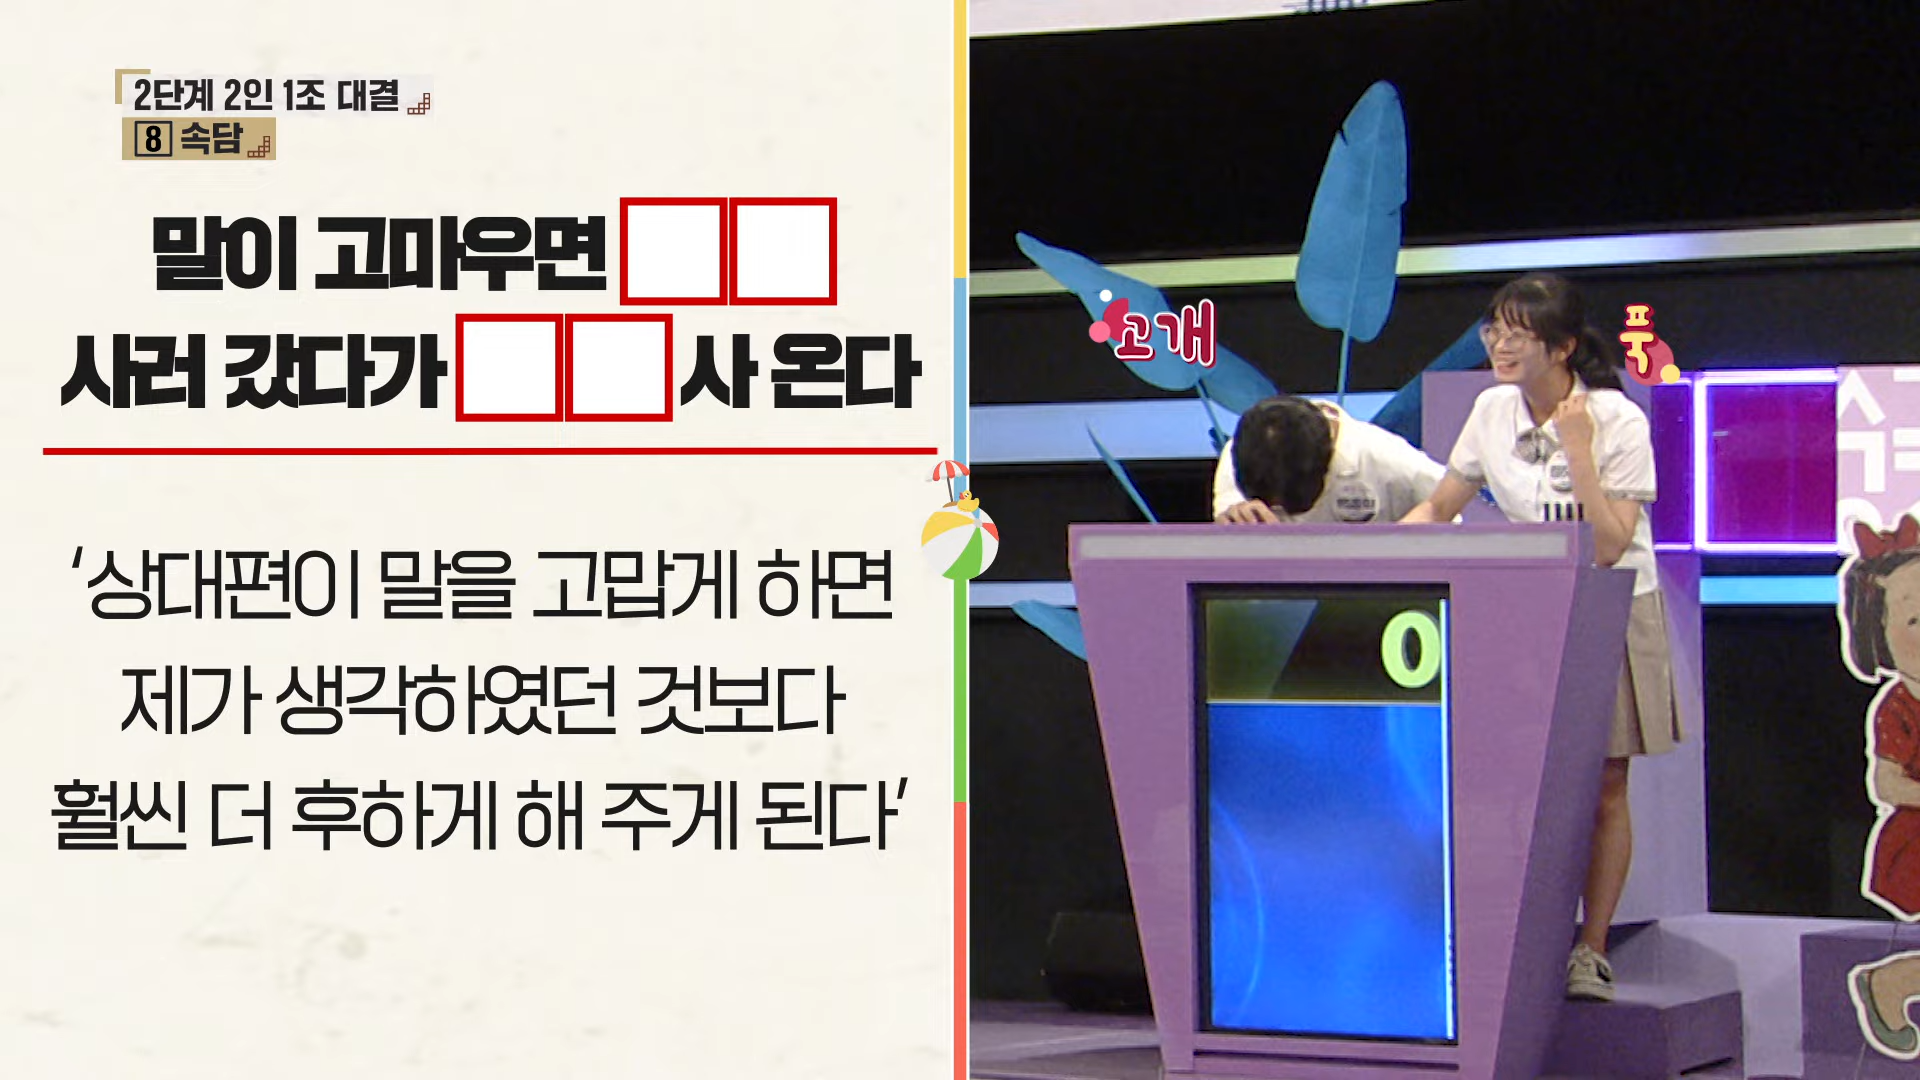 2단계 2인 1조 대결
8 속담
말이 고마우면 □□
사러 갔다가 □□ 사 온다
‘상대편이 말을 고맙게 하면
제가 생각하였던 것보다
훨씬 더 후하게 해 주게 된다’
고개
푹
0